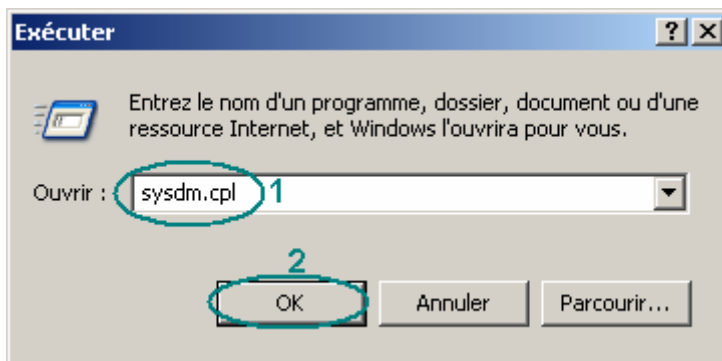 Exécuter
Entrez le nom d'un programme, dossier, document ou d'une
ressource Internet, et Windows l'ouvrira pour vous.
Ouvrir : sysdm.cpl 1
2
OK Annuler Parcourir...